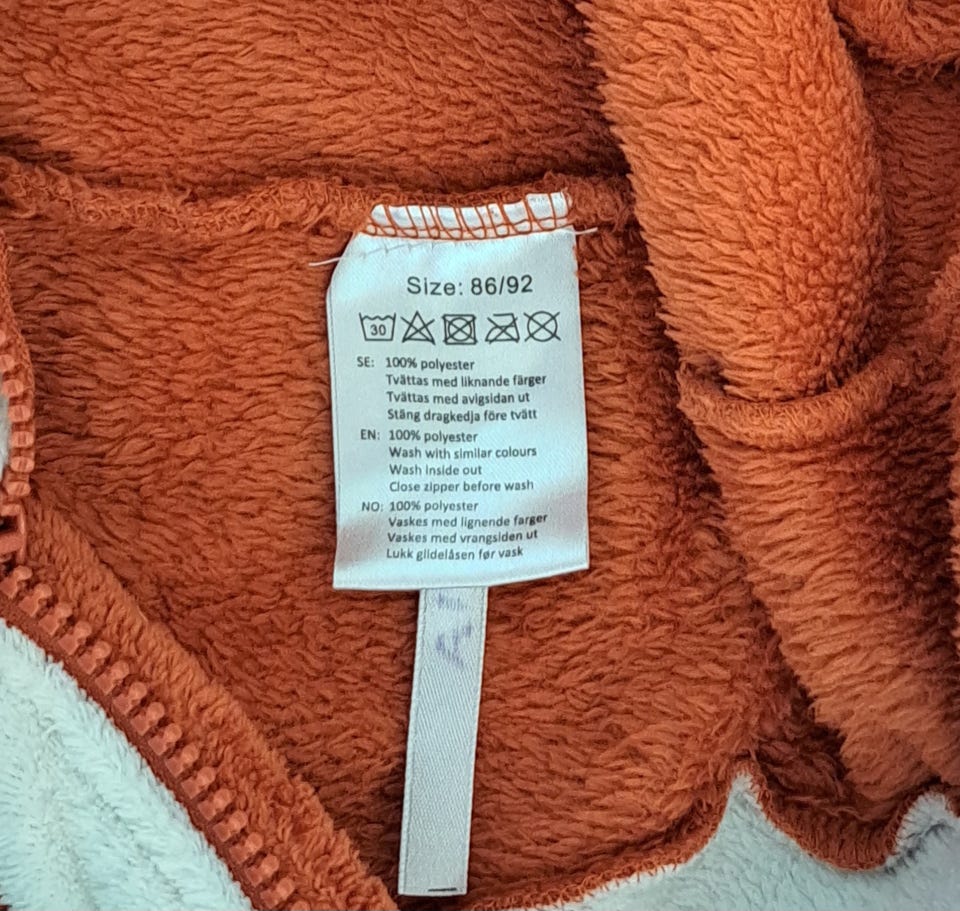 Size: 86/92
30
SE: 100% polyester
Tvättas med liknande färger
Tvättas med avigsidan ut
Stäng dragkedja före tvätt
EN: 100% polyester
Wash with similar colours
Wash inside out
Close zipper before wash
NO: 100% polyester
Vaskes med lignende farger
Vaskes med vrangsiden ut
Lukk glidelåsen før vask